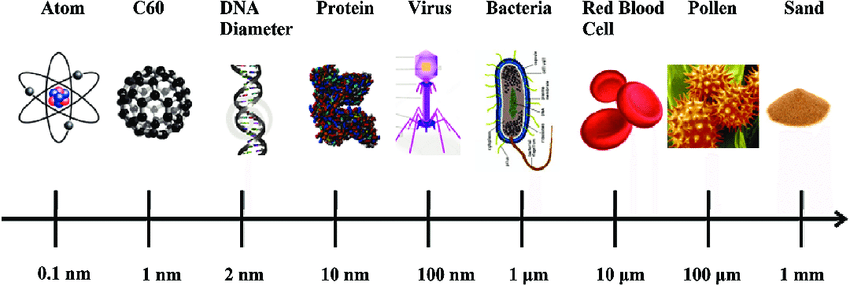 Atom
C60
DNA
Diameter
Protein
Virus
Bacteria
Red Blood
Cell
Pollen
Sand
0.1 nm
1 nm
2 nm
10 nm
100 nm
1 μm
10 μm
100 μm
1 mm